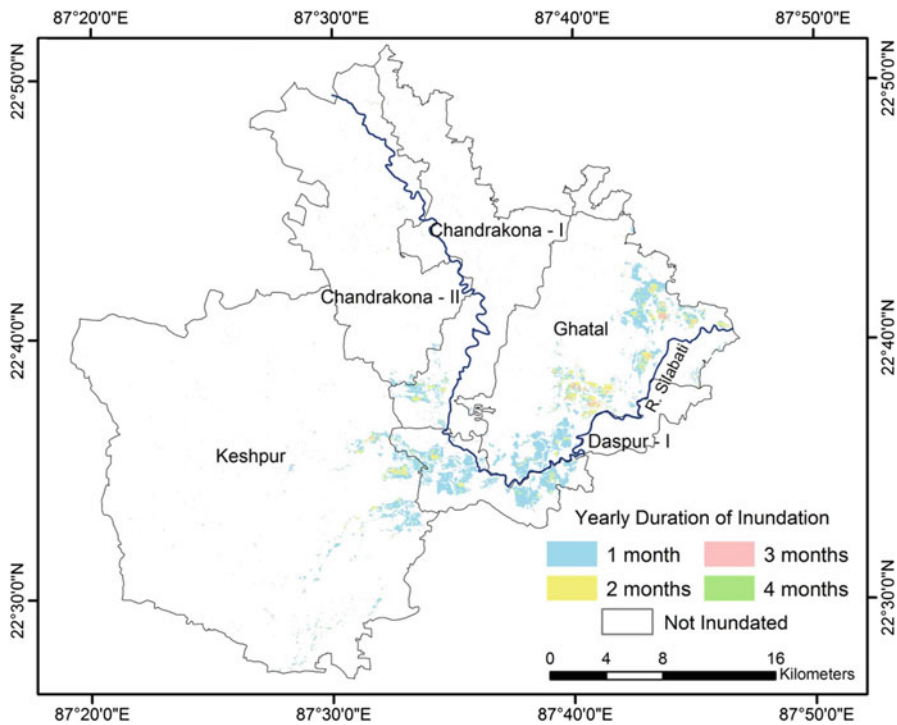 87°20'0"E 87°30'0"E 87°40'0"E 87°50'0"E
22°50'0"N
22°50'0"N
Chandrakona - I
Chandrakona - II
Ghatal
22°40'0"N
22°40'0"N
R. Silabati
Daspur - I
Keshpur
Yearly Duration of Inundation
1 month 3 months
2 months 4 months
Not Inundated
22°30'0"N
22°30'0"N
0 4 8 16
Kilometers
87°20'0"E 87°30'0"E 87°40'0"E 87°50'0"E